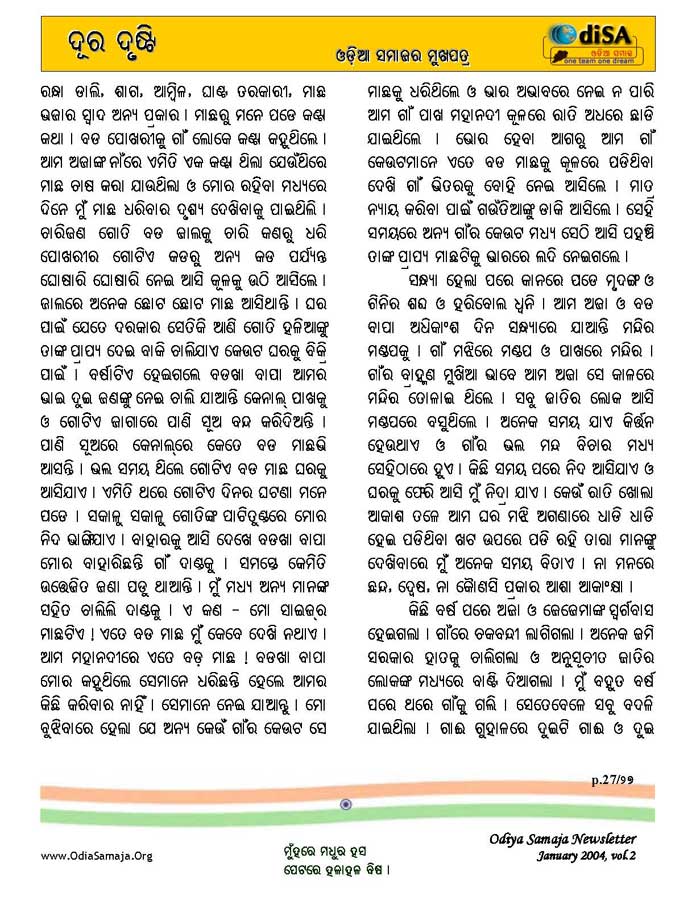 ଦୂର ଦୃଷ୍ଟି
ଓଡ଼ିଆ ସମାଜର ମୁଖପତ୍ର
OdiSA
ଓଡ଼ିଆ ସମାଜ
one team one dream
ରନ୍ଧା ଡାଲି, ଶାଗ, ଆମ୍ବିଳ, ଘାଣ୍ଟ ତରକାରୀ, ମାଛ
ଭଜାର ସ୍ୱାଦ ଅନ୍ୟ ପ୍ରକାର । ମାଛରୁ ମନେ ପଡେ କଣ୍ଟା
କଥା । ବଡ ପୋଖରୀକୁ ଗାଁ ଲୋକେ କଣ୍ଟା କହୁଥିଲେ ।
ଆମ ଅଜାଙ୍କ ନାଁରେ ଏମିତି ଏକ କଣ୍ଟା ଥିଲା ଯେଉଁଥିରେ
ମାଛ ଚାଷ କରା ଯାଉଥିଲା ଓ ମୋର ରହିବା ମଧ୍ୟରେ
ଦିନେ ମୁଁ ମାଛ ଧରିବାର ଦୃଶ୍ୟ ଦେଖିବାକୁ ପାଇଥିଲି ।
ଚାରିଜଣ ଗୋତି ବଡ ଜାଲକୁ ଚାରି କଣରୁ ଧରି
ପୋଖରୀର ଗୋଟିଏ କଡରୁ ଅନ୍ୟ କଡ ପର୍ଯ୍ୟନ୍ତ
ଘୋଷାରି ଘୋଷାରି ନେଇ ଆସି କୂଳକୁ ଉଠି ଆସିଲେ ।
ଜାଲରେ ଅନେକ ଛୋଟ ଛୋଟ ମାଛ ଆସିଥାନ୍ତି । ଘର
ପାଇଁ ଯେତେ ଦରକାର ସେତିକି ଆଣି ଗୋତି ହଳିଆଙ୍କୁ
ତାଙ୍କ ପ୍ରାପ୍ୟ ଦେଇ ବାକି ଚାଲିଯାଏ କେଉଟ ଘରକୁ ବିକ୍ରି
ପାଇଁ । ବର୍ଷାଟିଏ ହେଇଗଲେ ବଡଖା ବାପା ଆମର
ଭାଇ ଦୁଇ ଜଣଙ୍କୁ ନେଇ ଚାଲି ଯାଆନ୍ତି କେନାଲ୍ ପାଖକୁ
ଓ ଗୋଟିଏ ଜାଗାରେ ପାଣି ସୂଅ ବନ୍ଦ କରିଦିଅନ୍ତି ।
ପାଣି ସୂଅରେ କେନାଲ୍‌ରେ କେତେ ବଡ ମାଛଭି
ଆସନ୍ତି । ଭଲ ସମୟ ଥିଲେ ଗୋଟିଏ ବଡ ମାଛ ଘରକୁ
ଆସିଯାଏ । ଏମିତି ଥରେ ଗୋଟିଏ ଦିନର ଘଟଣା ମନେ
ପଡେ । ସକାଳୁ ସକାଳୁ ଗୋତିଙ୍କ ପାଟିତୁଣ୍ଡରେ ମୋର
ନିଦ ଭାଙ୍ଗିଯାଏ । ବାହାରକୁ ଆସି ଦେଖେ ବଡଖା ବାପା
ମୋର ବାହାରିଛନ୍ତି ଗାଁ ଦାଣ୍ଡକୁ । ସମସ୍ତେ କେମିତି
ଉତ୍ତେଜିତ ଜଣା ପଡୁ ଥାଆନ୍ତି । ମୁଁ ମଧ୍ୟ ଅନ୍ୟ ମାନଙ୍କ
ସହିତ ଚାଲିଲି ଦାଣ୍ଡକୁ । ଏ କଣ – ମୋ ସାଇଜ୍‌ର
ମାଛଟିଏ ! ଏତେ ବଡ ମାଛ ମୁଁ କେବେ ଦେଖି ନଥାଏ ।
ଆମ ମହାନଦୀରେ ଏତେ ବଡ଼ ମାଛ ! ବଡଖା ବାପା
ମୋର କହୁଥିଲେ ସେମାନେ ଧରିଛନ୍ତି ହେଲେ ଆମର
କିଛି କରିବାର ନାହିଁ । ସେମାନେ ନେଇ ଯାଆନ୍ତୁ । ମୋ
ବୁଝିବାରେ ହେଲା ଯେ ଅନ୍ୟ କେଉଁ ଗାଁର କେଉଟ ସେ
ମାଛକୁ ଧରିଥିଲେ ଓ ଭାର ଅଭାବରେ ନେଇ ନ ପାରି
ଆମ ଗାଁ ପାଖ ମହାନଦୀ କୂଳରେ ରାତି ଅଧରେ ଛାଡି
ଯାଇଥିଲେ । ଭୋର ହେବା ଆଗରୁ ଆମ ଗାଁ
କେଉଟମାନେ ଏତେ ବଡ ମାଛକୁ କୂଳରେ ପଡିଥିବା
ଦେଖି ଗାଁ ଭିତରକୁ ବୋହି ନେଇ ଆସିଲେ । ମାତ୍ର
ନ୍ୟାୟ କରିବା ପାଇଁ ଗଉଁତିଆଙ୍କୁ ଡାକି ଆସିଲେ । ସେହିଁ
ସମୟରେ ଅନ୍ୟ ଗାଁର କେଉଟ ମଧ୍ୟ ସେଠି ଆସି ପହଞ୍ଚି
ତାଙ୍କ ପ୍ରାପ୍ୟ ମାଛଟିକୁ ଭାରରେ ଲଦି ନେଇଗଲେ ।
ସନ୍ଧ୍ୟା ହେଲା ପରେ କାନରେ ପଡେ ମୃଦଙ୍ଗ ଓ
ଗିନିର ଶବ୍ଦ ଓ ହରିବୋଲ ଧ୍ୱନି । ଆମ ଅଜା ଓ ବଡ
ବାପା ଅଧିକାଂଶ ଦିନ ସନ୍ଧ୍ୟାରେ ଯାଆନ୍ତି ମନ୍ଦିର
ମଣ୍ଡପକୁ । ଗାଁ ମଝିରେ ମଣ୍ଡପ ଓ ପାଖରେ ମନ୍ଦିର ।
ଗାଁର ବ୍ରାହ୍ମଣ ମୁଖିଆ ଭାବେ ଆମ ଅଜା ସେ କାଳରେ
ମନ୍ଦିର ତୋଳାଇ ଥିଲେ । ସବୁ ଜାତିର ଲୋକ ଆସି
ମଣ୍ଡପରେ ବସୁଥିଲେ । ଅନେକ ସମୟ ଯାଏ କିର୍ତ୍ତନ
ହେଉଥାଏ ଓ ଗାଁର ଭଲ ମନ୍ଦ ବିଚାର ମଧ୍ୟ
ସେହିଠାରେ ହୁଏ । କିଛି ସମୟ ପରେ ନିଦ ଆସିଯାଏ ଓ
ଘରକୁ ଫେରି ଆସି ମୁଁ ନିଦ୍ରା ଯାଏ । କେଉଁ ରାତି ଖୋଲା
ଆକାଶ ତଳେ ଆମ ଘର ମଝି ଅଗଣାରେ ଧାଡି ଧାଡି
ହେଇ ପଡିଥିବା ଖଟ ଉପରେ ପଡି ରହି ତାରା ମାନଙ୍କୁ
ଦେଖିବାରେ ମୁଁ ଅନେକ ସମୟ ବିତାଏ । ନା ମନରେ
ଛନ୍ଦ, ଦ୍ୱେଷ, ନା କୌଣସି ପ୍ରକାର ଆଶା ଆକାଂକ୍ଷା ।
କିଛି ବର୍ଷ ପରେ ଅଜା ଓ ଜେଜେମାଙ୍କ ସ୍ୱର୍ଗବାସ
ହେଇଗଲା । ଗାଁରେ ଚକବନ୍ଦୀ ଲାଗିଗଲା । ଅନେକ ଜମି
ସରକାର ହାତକୁ ଚାଲିଗଲା ଓ ଅନୁସୂଚୀତ ଜାତିର
ଲୋକଙ୍କ ମଧ୍ୟରେ ବାଣ୍ଟି ଦିଆଗଲା । ମୁଁ ବହୁତ ବର୍ଷ
ପରେ ଥରେ ଗାଁକୁ ଗଲି । ସେତେବେଳେ ସବୁ ବଦଳି
ଯାଇଥିଲା । ଗାଈ ଗୁହାଳରେ ଦୁଇଟି ଗାଈ ଓ ଦୁଇ
p.27/୨୭
www.OdiaSamaja.Org
ମୁଁହରେ ମଧୁର ହସ
ପେଟରେ ହଳାହଳ ବିଷ ।
Odiya Samaja Newsletter
January 2004, vol.2